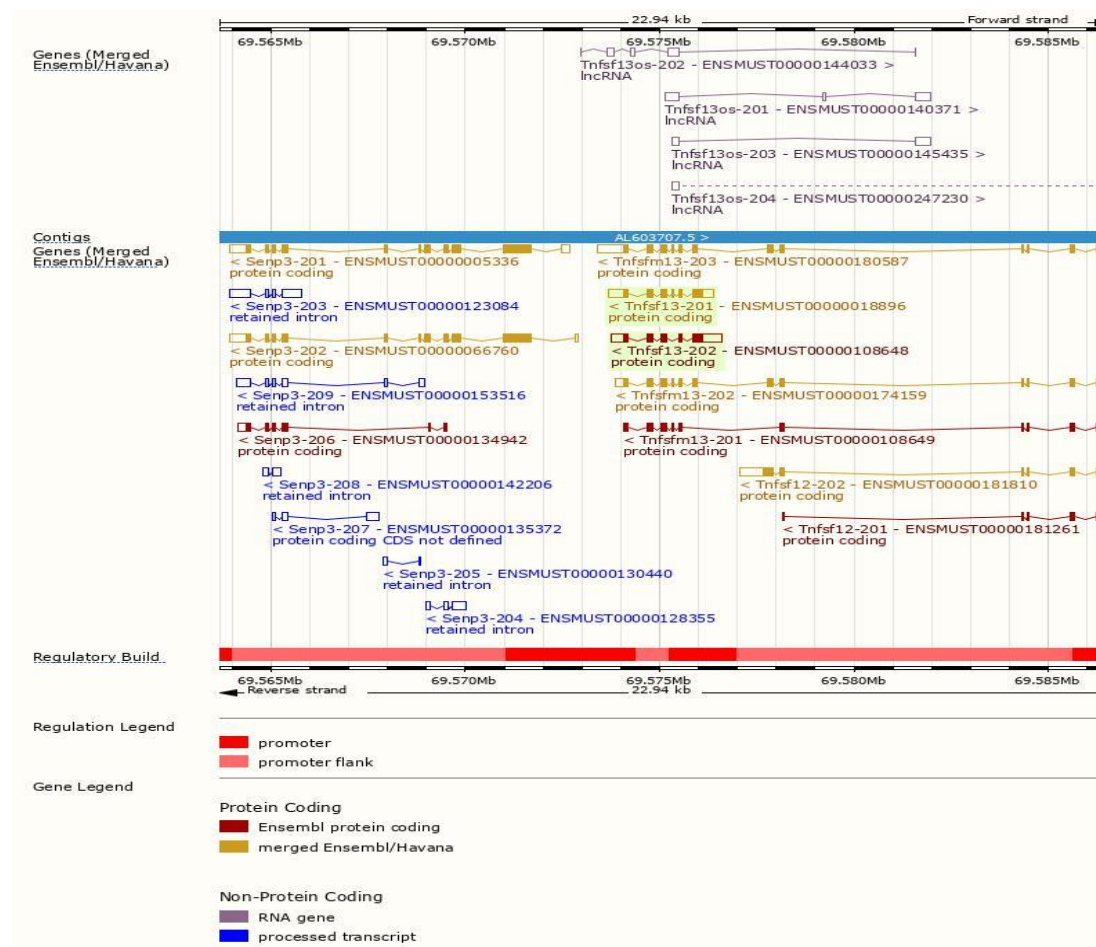 22.94 kb
Forward strand
69.565Mb 69.570Mb 69.575Mb 69.580Mb 69.585Mb
Genes (Merged
Ensembl/Havana)
Tnfsf13os-202 - ENSMUST00000144033 >
lncRNA
Tnfsf13os-201 - ENSMUST00000140371 >
lncRNA
Tnfsf13os-203 - ENSMUST00000145435 >
lncRNA
Tnfsf13os-204 - ENSMUST00000247230 >
lncRNA
Contigs
AL603707.5 >
Genes (Merged
Ensembl/Havana)
< Senp3-201 - ENSMUST00000005336
protein coding
< Tnfsfm13-203 - ENSMUST00000180587
protein coding
< Senp3-203 - ENSMUST00000123084
retained intron
< Tnfsf13-201 - ENSMUST00000018896
protein coding
< Senp3-202 - ENSMUST00000066760
protein coding
< Tnfsf13-202 - ENSMUST00000108648
protein coding
< Senp3-209 - ENSMUST00000153516
retained intron
< Tnfsfm13-202 - ENSMUST00000174159
protein coding
< Senp3-206 - ENSMUST00000134942
protein coding
< Tnfsfm13-201 - ENSMUST00000108649
protein coding
< Senp3-208 - ENSMUST00000142206
retained intron
< Tnfsf12-202 - ENSMUST00000181810
protein coding
< Senp3-207 - ENSMUST00000135372
protein coding CDS not defined
< Tnfsf12-201 - ENSMUST00000181261
protein coding
< Senp3-205 - ENSMUST00000130440
retained intron
< Senp3-204 - ENSMUST00000128355
retained intron
Regulatory Build
69.565Mb 69.570Mb 69.575Mb 69.580Mb 69.585Mb
Reverse strand
22.94 kb
Regulation Legend
promoter
promoter flank
Gene Legend
Protein Coding
Ensembl protein coding
merged Ensembl/Havana
Non-Protein Coding
RNA gene
processed transcript